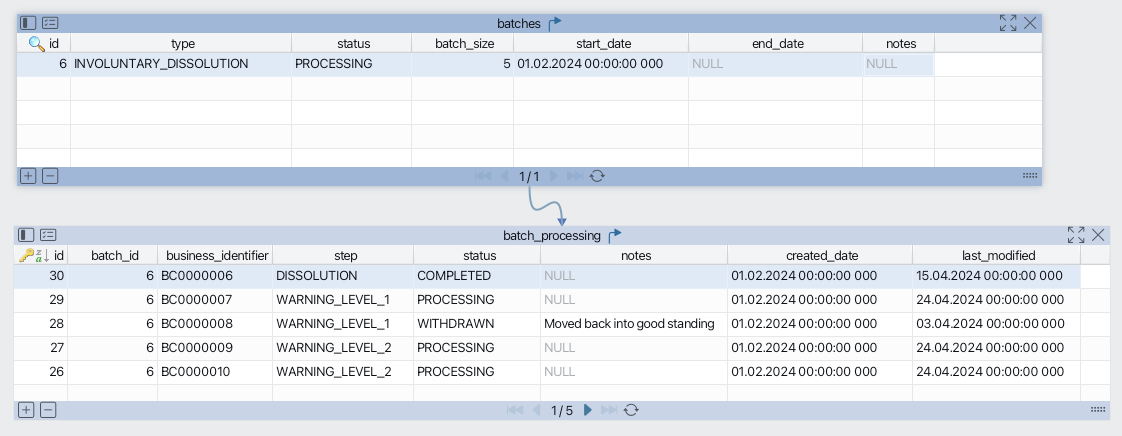 batches
id type status batch_size start_date end_date notes
6 INVOLUNTARY_DISSOLUTION PROCESSING 5 01.02.2024 00:00:00 000 NULL NULL
1 / 1
batch_processing
id batch_id business_identifier step status notes created_date last_modified
30 6 BC0000006 DISSOLUTION COMPLETED NULL 01.02.2024 00:00:00 000 15.04.2024 00:00:00 000
29 6 BC0000007 WARNING_LEVEL_1 PROCESSING NULL 01.02.2024 00:00:00 000 24.04.2024 00:00:00 000
28 6 BC0000008 WARNING_LEVEL_1 WITHDRAWN Moved back into good standing 01.02.2024 00:00:00 000 03.04.2024 00:00:00 000
27 6 BC0000009 WARNING_LEVEL_2 PROCESSING NULL 01.02.2024 00:00:00 000 24.04.2024 00:00:00 000
26 6 BC0000010 WARNING_LEVEL_2 PROCESSING NULL 01.02.2024 00:00:00 000 24.04.2024 00:00:00 000
1 / 5